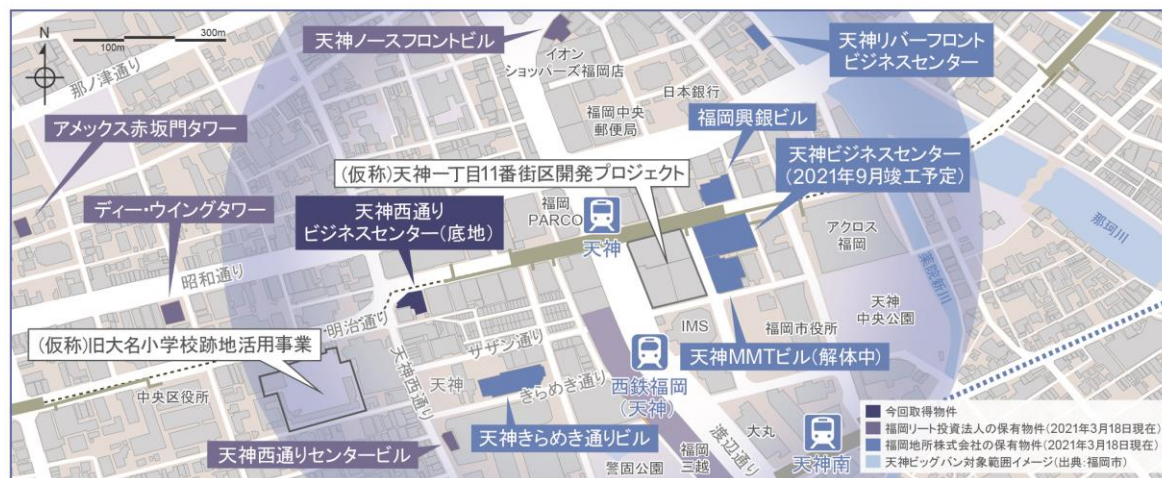 N
100m
300m
那ノ津通り
天神ノースフロントビル
イオン
ショッパーズ福岡店
天神リバーフロント
ビジネスセンター
日本銀行
福岡中央
郵便局
福岡興銀ビル
アメックス赤坂門タワー
(仮称)天神一丁目11番街区開発プロジェクト
天神ビジネスセンター
(2021年9月竣工予定)
ディー・ウイングタワー
天神西通り
ビジネスセンター(底地)
福岡
PARCO
天神
アクロス
福岡
那珂川
薬院新川
昭和通り
明治通り
(仮称)旧大名小学校跡地活用事業
サザン通り
IMS
福岡市役所
天神
中央公園
天神MMTビル(解体中)
天神西通り
天神
きらめき通り
西鉄福岡
(天神)
中央区役所
天神きらめき通りビル
渡辺通り
大丸
天神西通りセンタービル
警固公園
福岡
三越
天神南
今回取得物件
福岡リート投資法人の保有物件(2021年3月18日現在)
福岡地所株式会社の保有物件(2021年3月18日現在)
天神ビッグバン対象範囲イメージ(出典:福岡市)